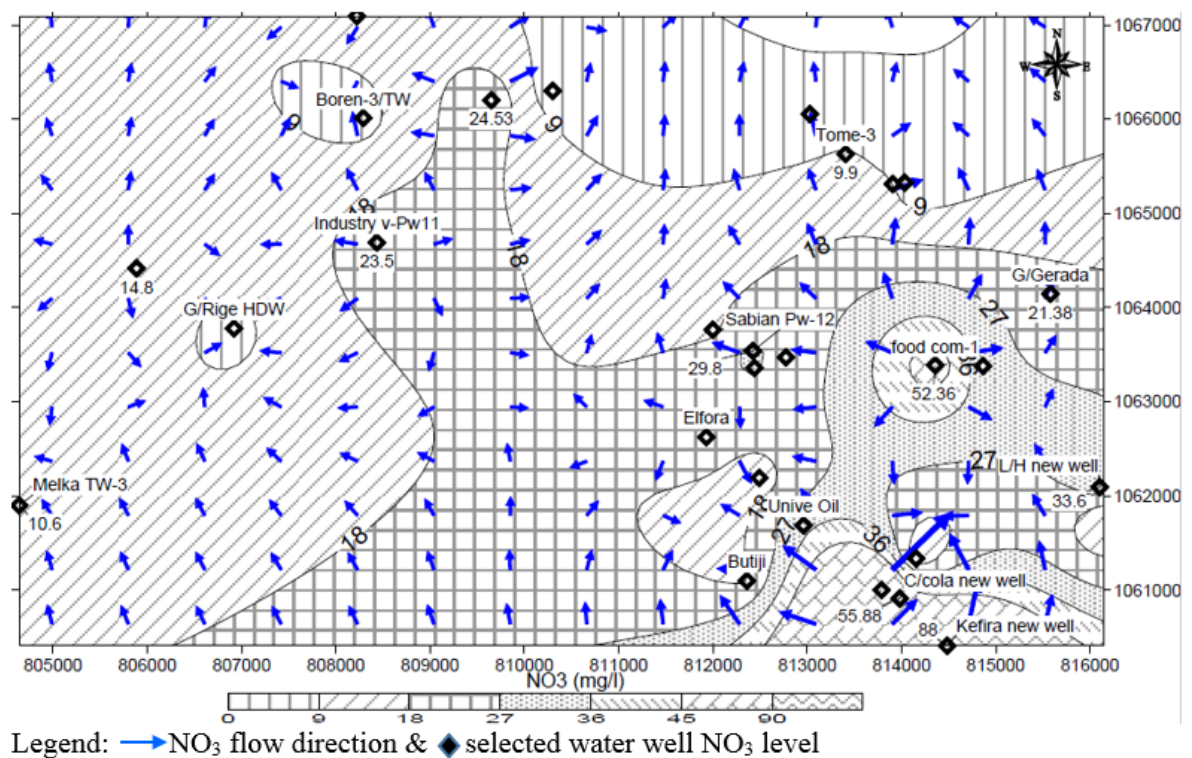 1067000
N
W E
S
Boren-3/TW
9
24.53
9
1066000
Tome-3
9.9
9
18
1065000
Industry v-Pw11
23.5
18
18
14.8
G/Gerada
21.38
1064000
G/Rige HDW
27
Sabian Pw-12
29.8
food com-1
36
52.36
1063000
Elfora
27
L/H new well
33.6
1062000
Melka TW-3
10.6
18
Unive Oil
27
36
18
Butiji
C/cola new well
1061000
55.88
88
Kefira new well
805000 806000 807000 808000 809000 810000 811000 812000 813000 814000 815000 816000
NO3 (mg/l)
0 9 18 27 36 45 90
Legend: NO₃ flow direction & selected water well NO₃ level